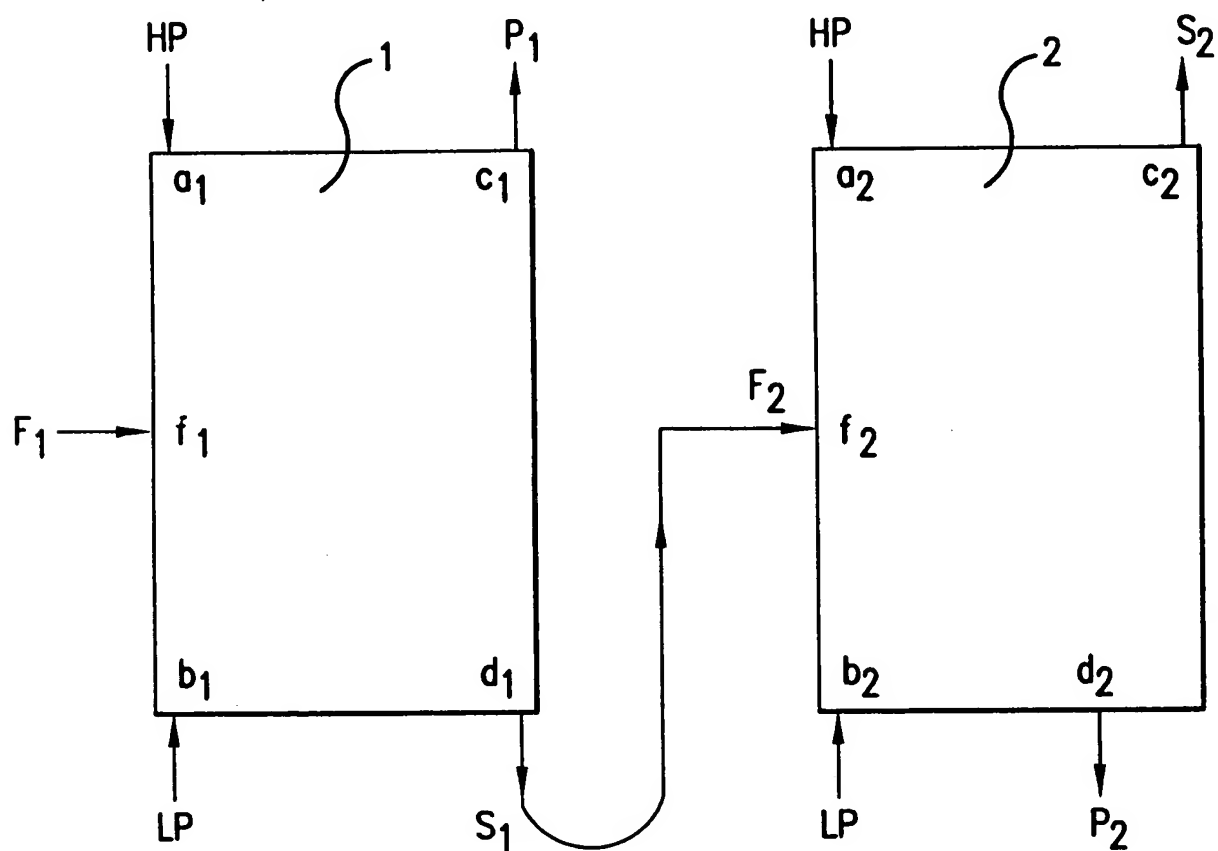 HP 1 P₁ HP 2 S₂
a₁ c₁ a₂ c₂
F₁ f₁ F₂ f₂
b₁ d₁ b₂ d₂
LP S₁ LP P₂